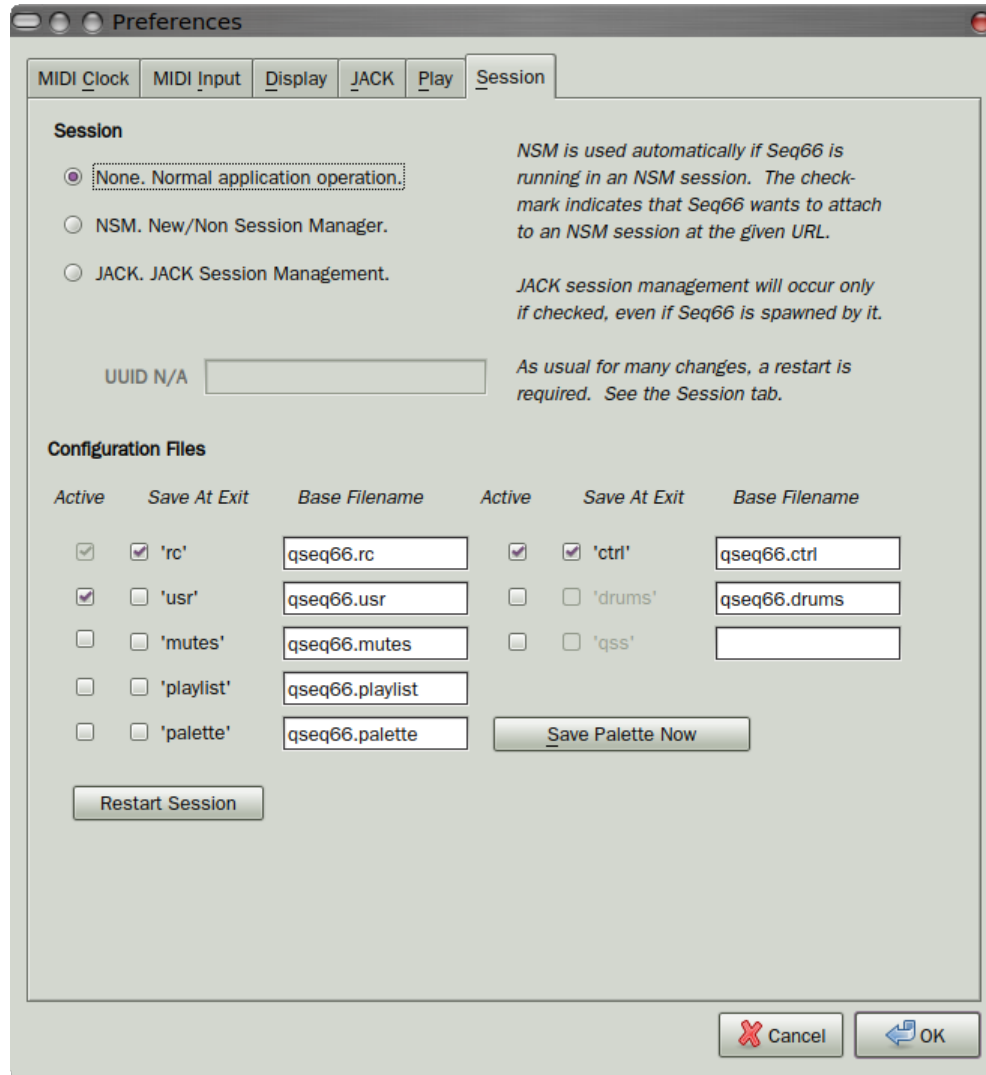 Preferences
MIDI Clock MIDI Input Display JACK Play Session
Session
None. Normal application operation.
NSM. New/Non Session Manager.
JACK. JACK Session Management.
NSM is used automatically if Seq66 is
running in an NSM session. The check-
mark indicates that Seq66 wants to attach
to an NSM session at the given URL.
JACK session management will occur only
if checked, even if Seq66 is spawned by it.
As usual for many changes, a restart is
required. See the Session tab.
UUID N/A
Configuration Files
Active Save At Exit Base Filename Active Save At Exit Base Filename
'rc' qseq66.rc 'ctrl' qseq66.ctrl
'usr' qseq66.usr 'drums' qseq66.drums
'mutes' qseq66.mutes 'qss'
'playlist' qseq66.playlist
'palette' qseq66.palette Save Palette Now
Restart Session
Cancel OK